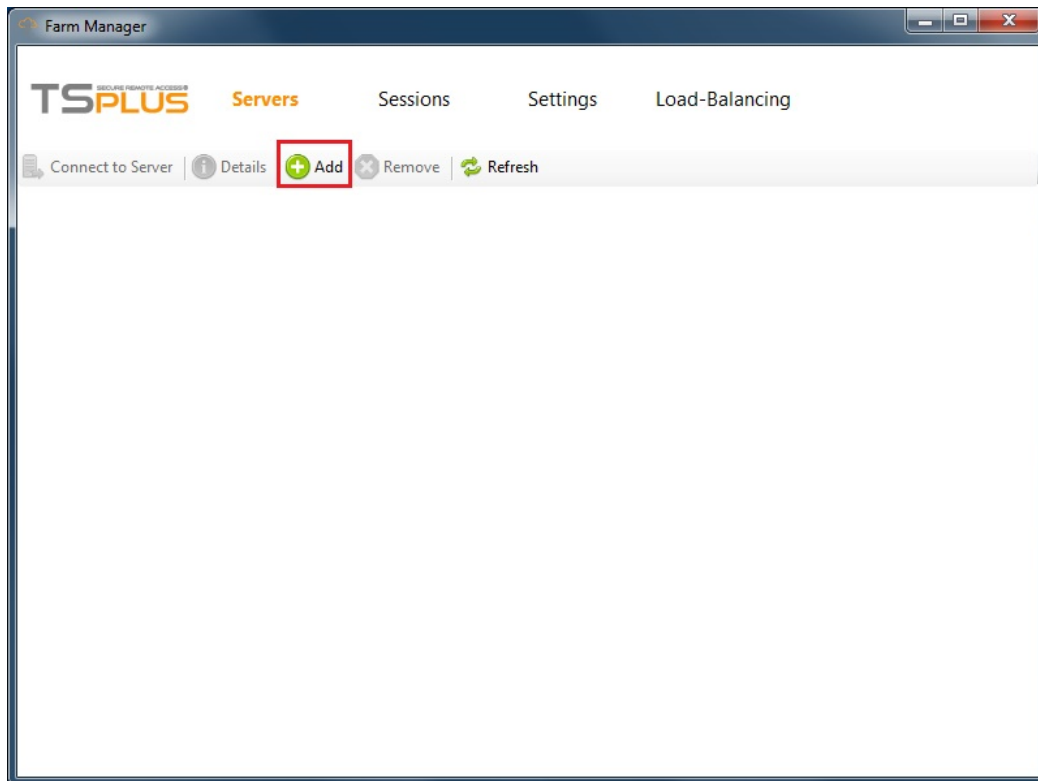 Farm Manager
TSPLUS SECURE REMOTE ACCESS®
Servers Sessions Settings Load-Balancing
Connect to Server Details Add Remove Refresh